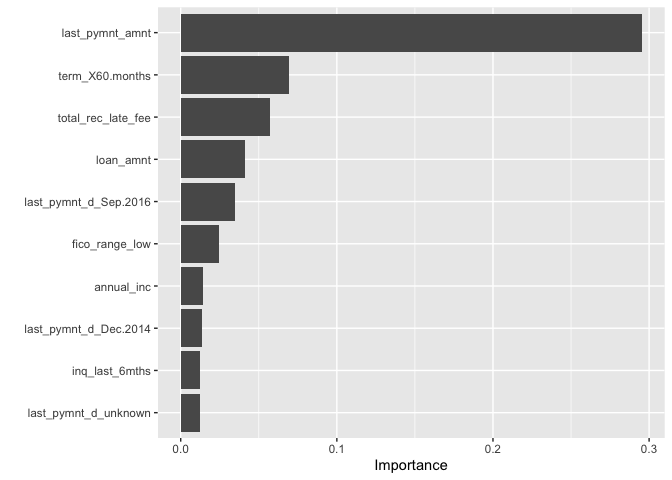 last_pymnt_amnt
term_X60.months
total_rec_late_fee
loan_amnt
last_pymnt_d_Sep.2016
fico_range_low
annual_inc
last_pymnt_d_Dec.2014
inq_last_6mths
last_pymnt_d_unknown
0.0 0.1 0.2 0.3
Importance